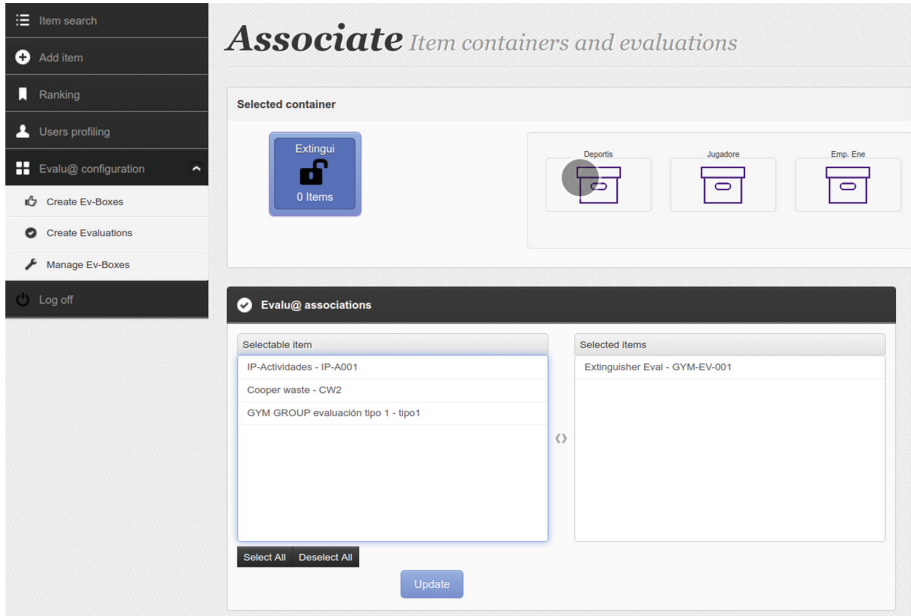 Item search
Add item
Ranking
Users profiling
Evalu@ configuration
Create Ev-Boxes
Create Evaluations
Manage Ev-Boxes
Log off
Associate Item containers and evaluations
Selected container
Extingui
0 Items
Deportis
Jugadore
Emp. Ene
Evalu@ associations
Selectable item
IP-Actividades - IP-A001
Cooper waste - CW2
GYM GROUP evaluación tipo 1 - tipo1
Select All Deselect All
Selected items
Extinguisher Eval - GYM-EV-001
Update